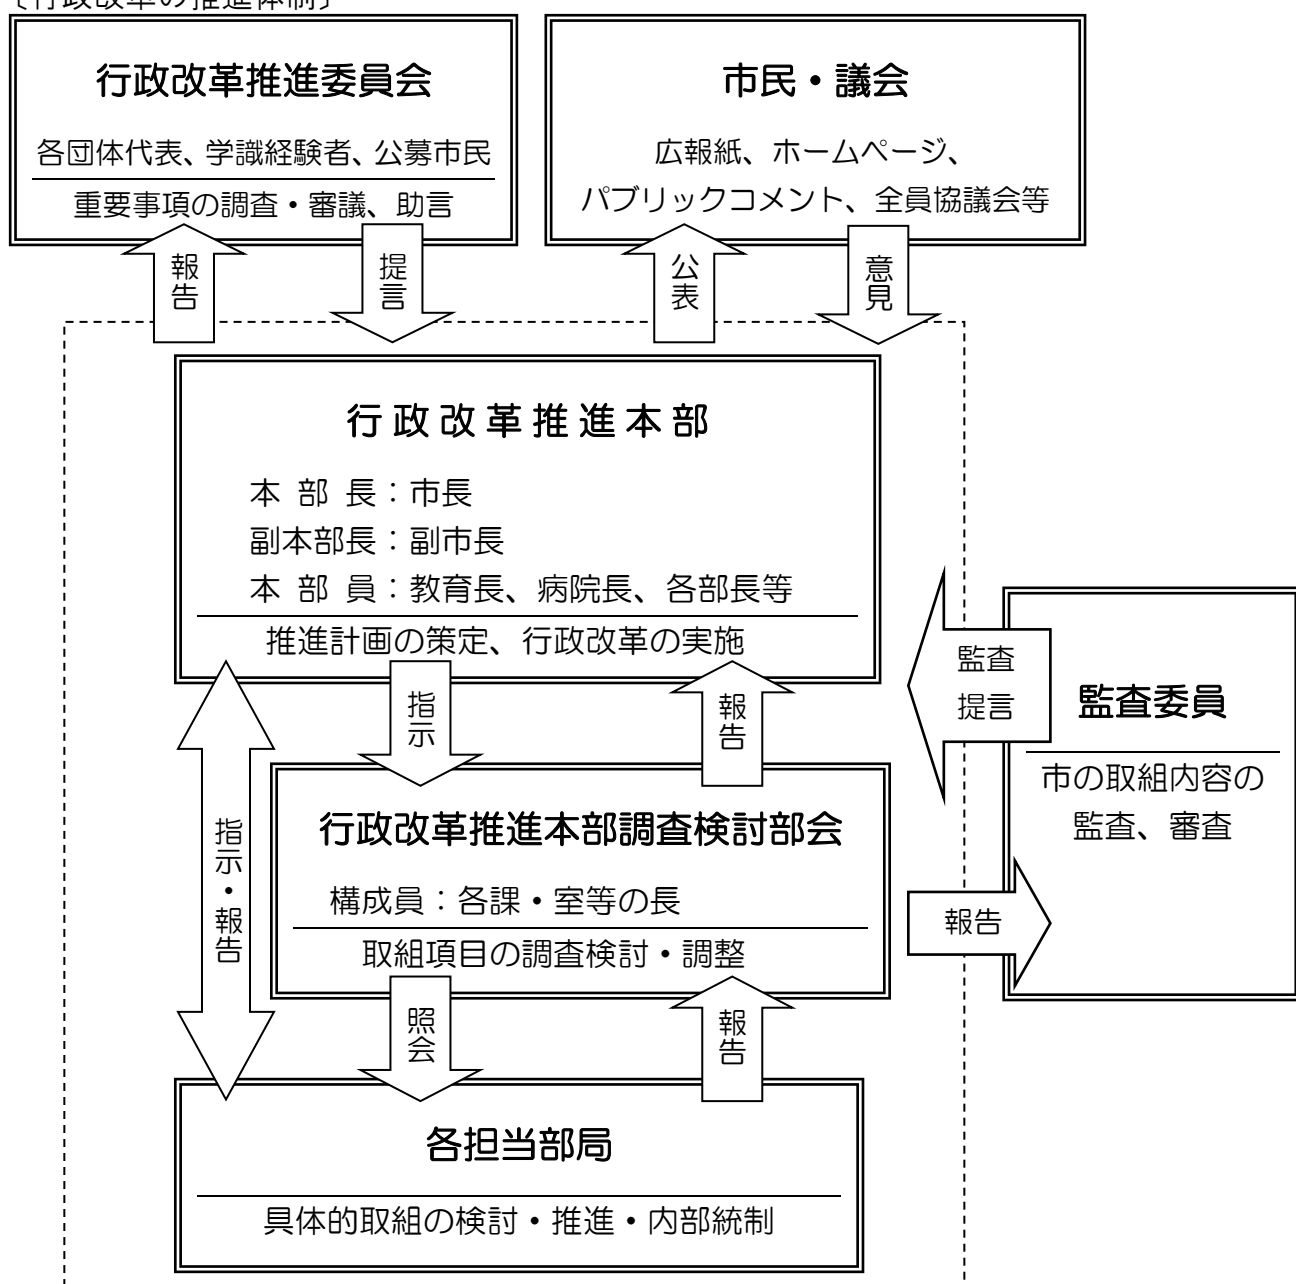 〔行政改革の推進体制〕
行政改革推進委員会
各団体代表、学識経験者、公募市民
重要事項の調査・審議、助言
市民・議会
広報紙、ホームページ、
パブリックコメント、全員協議会等
報告
提言
公表
意見
行政改革推進本部
本 部 長：市長
副本部長：副市長
本 部 員：教育長、病院長、各部長等
推進計画の策定、行政改革の実施
監査
提言
監査委員
市の取組内容の
監査、審査
指示
報告
指示・報告
行政改革推進本部調査検討部会
構成員：各課・室等の長
取組項目の調査検討・調整
報告
照会
報告
各担当部局
具体的取組の検討・推進・内部統制